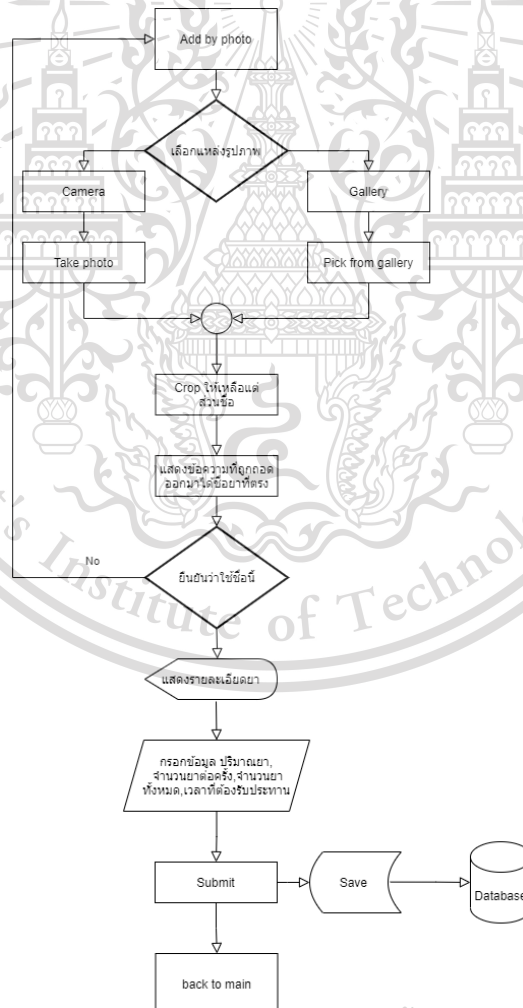 Add by photo
เลือกแหล่งรูปภาพ
Camera
Gallery
Take photo
Pick from gallery
Crop ให้เหลือแต่
ส่วนชื่อ
แสดงข้อความที่ถูกถอด
ออกมาได้ชื่อยาที่ตรง
No
ยืนยันว่าใช้ชื่อนี้
's Institute of Technol
แสดงรายละเอียดยา
กรอกข้อมูล ปริมาณยา,
จำนวนยาต่อครั้ง,จำนวนยา
ทั้งหมด,เวลาที่ต้องรับประทาน
Submit
Save
Database
back to main